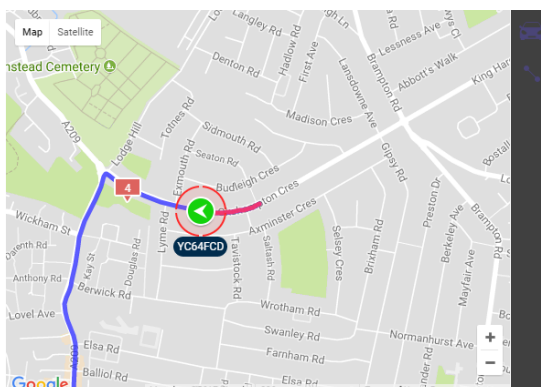 Map
Satellite
Langley Rd
Lessness Ave
Hadlow Rd
First Ave
Brampton Rd
Abbott's Walk
King Har
nstead Cemetery
Denton Rd
Lansdowne Ave
Madison Cres
A209
Lodge Hill
Totnes Rd
Sidmouth Rd
Seaton Rd
Exmouth Rd
Budleigh Cres
Gipsy Rd
Bostall
4
ton Cres
Axminster Cres
Preston Dr
Brampton Rd
Wickham St
Lyme Rd
YC64FCD
Tavistock Rd
Saltash Rd
Selsey Cres
Brixham Rd
Berkeley Ave
Mayfair Ave
Kay St
Douglas Rd
Anthony Rd
Berwick Rd
Wrotham Rd
Lovel Ave
Swanley Rd
Normanhurst Ave
+
−
A209
Elsa Rd
Farnham Rd
Balliol Rd
Elsa Rd
nder Rd
Google